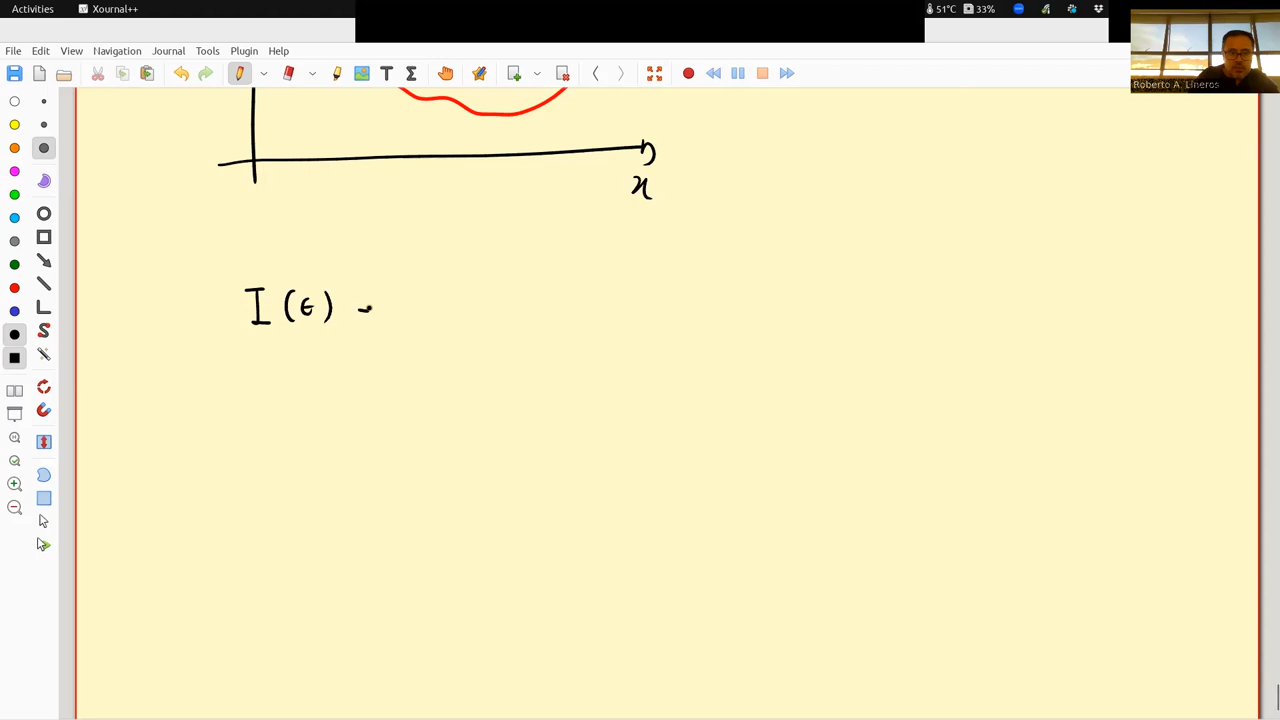 Activities Xournal++ 51°C 33%
File Edit View Navigation Journal Tools Plugin Help
Roberto A. Lineros
x
I (ϵ) -